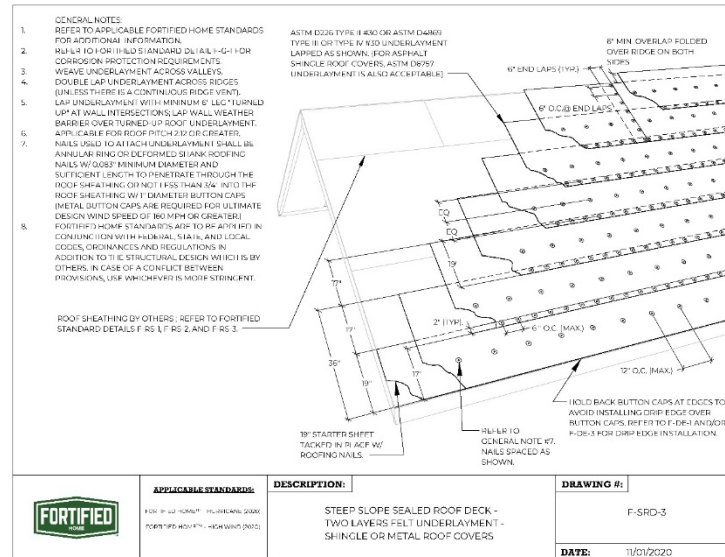 GENERAL NOTES:
1. REFER TO APPLICABLE FORTIFIED HOME STANDARDS
FOR ADDITIONAL INFORMATION.
2. REFER TO FORTIFIED STANDARD DETAIL F-G-1 FOR
CORROSION PROTECTION REQUIREMENTS.
3. WEAVE UNDERLAYMENT ACROSS VALLEYS.
4. DOUBLE LAP UNDERLAYMENT ACROSS RIDGES
(UNLESS THERE IS A CONTINUOUS RIDGE VENT).
5. LAP UNDERLAYMENT WITH MINIMUM 6" LEG "TURNED
UP" AT WALL INTERSECTIONS; LAP WALL WEATHER
BARRIER OVER TURNED-UP ROOF UNDERLAYMENT.
6. APPLICABLE FOR ROOF PITCH 2:12 OR GREATER.
7. NAILS USED TO ATTACH UNDERLAYMENT SHALL BE
ANNULAR RING OR DEFORMED SHANK ROOFING
NAILS W/ 0.083" MINIMUM DIAMETER AND
SUFFICIENT LENGTH TO PENETRATE THROUGH THE
ROOF SHEATHING OR NOT LESS THAN 3/4" INTO THE
ROOF SHEATHING W/ 1" DIAMETER BUTTON CAPS
(METAL BUTTON CAPS ARE REQUIRED FOR ULTIMATE
DESIGN WIND SPEED OF 160 MPH OR GREATER.)
8. FORTIFIED HOME STANDARDS ARE TO BE APPLIED IN
CONJUNCTION WITH FEDERAL, STATE, AND LOCAL
CODES, ORDINANCES AND REGULATIONS IN
ADDITION TO THE STRUCTURAL DESIGN WHICH IS BY
OTHERS. IN CASE OF A CONFLICT BETWEEN
PROVISIONS, USE WHICHEVER IS MORE STRINGENT.
ROOF SHEATHING BY OTHERS ; REFER TO FORTIFIED
STANDARD DETAILS F-RS-1, F-RS-2, AND F-RS-3.
ASTM D226 TYPE II #30 OR ASTM D4869
TYPE III OR TYPE IV #30 UNDERLAYMENT
LAPPED AS SHOWN. (FOR ASPHALT
SHINGLE ROOF COVERS, ASTM D8757
UNDERLAYMENT IS ALSO ACCEPTABLE)
6" MIN. OVERLAP FOLDED
OVER RIDGE ON BOTH
SIDES
6" END LAPS (TYP.)
6" O.C.@ END LAPS
EQ
EQ
19"
17"
17"
36"
19"
17"
2" (TYP.)
6" O.C. (MAX.)
12" O.C. (MAX.)
19" STARTER SHEET
TACKED IN PLACE W/
ROOFING NAILS.
REFER TO
GENERAL NOTE #7.
NAILS SPACED AS
SHOWN.
HOLD BACK BUTTON CAPS AT EDGES TO
AVOID INSTALLING DRIP EDGE OVER
BUTTON CAPS. REFER TO F-DE-1 AND/OR
F-DE-3 FOR DRIP EDGE INSTALLATION.
FORTIFIED
HOME
APPLICABLE STANDARDS:
FORTIFIED HOME™ - HURRICANE (2020)
FORTIFIED HOME™ - HIGH WIND (2020)
DESCRIPTION:
STEEP SLOPE SEALED ROOF DECK -
TWO LAYERS FELT UNDERLAYMENT -
SHINGLE OR METAL ROOF COVERS
DRAWING #:
F-SRD-3
DATE: 11/01/2020